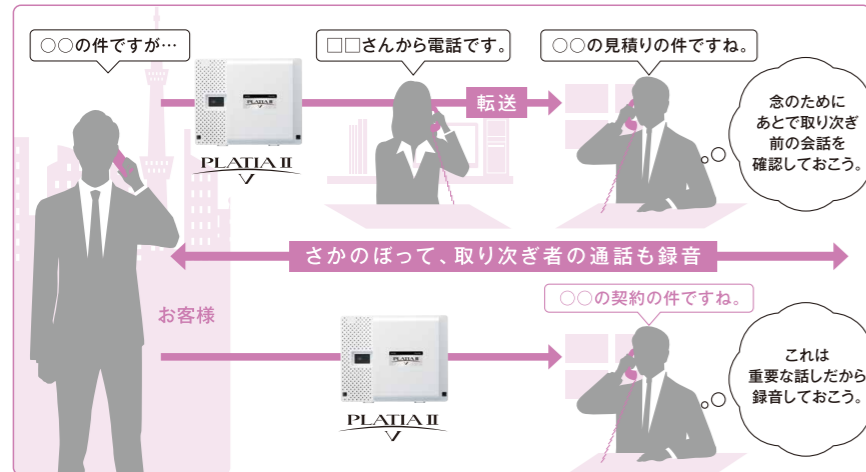 ○○の件ですが…
□□さんから電話です。
○○の見積りの件ですね。
転送
念のために
あとで取り次ぎ
前の会話を
確認しておこう。
PLATIA II
PLATIA II
さかのぼって、取り次ぎ者の通話も録音
お客様
○○の契約の件ですね。
これは
重要な話しだから
録音しておこう。
PLATIA II
PLATIA II